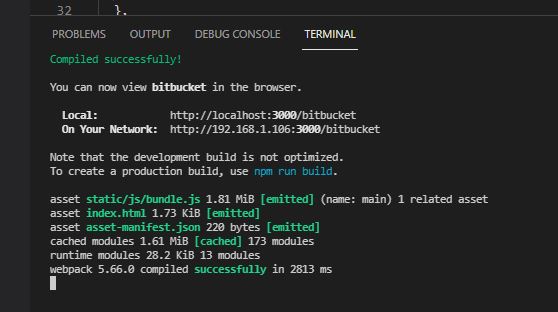 32 },
PROBLEMS OUTPUT DEBUG CONSOLE TERMINAL
Compiled successfully!
You can now view bitbucket in the browser.
Local: http://localhost:3000/bitbucket
On Your Network: http://192.168.1.106:3000/bitbucket
Note that the development build is not optimized.
To create a production build, use npm run build.
asset static/js/bundle.js 1.81 MiB [emitted] (name: main) 1 related asset
asset index.html 1.73 KiB [emitted]
asset asset-manifest.json 220 bytes [emitted]
cached modules 1.61 MiB [cached] 173 modules
runtime modules 28.2 KiB 13 modules
webpack 5.66.0 compiled successfully in 2813 ms